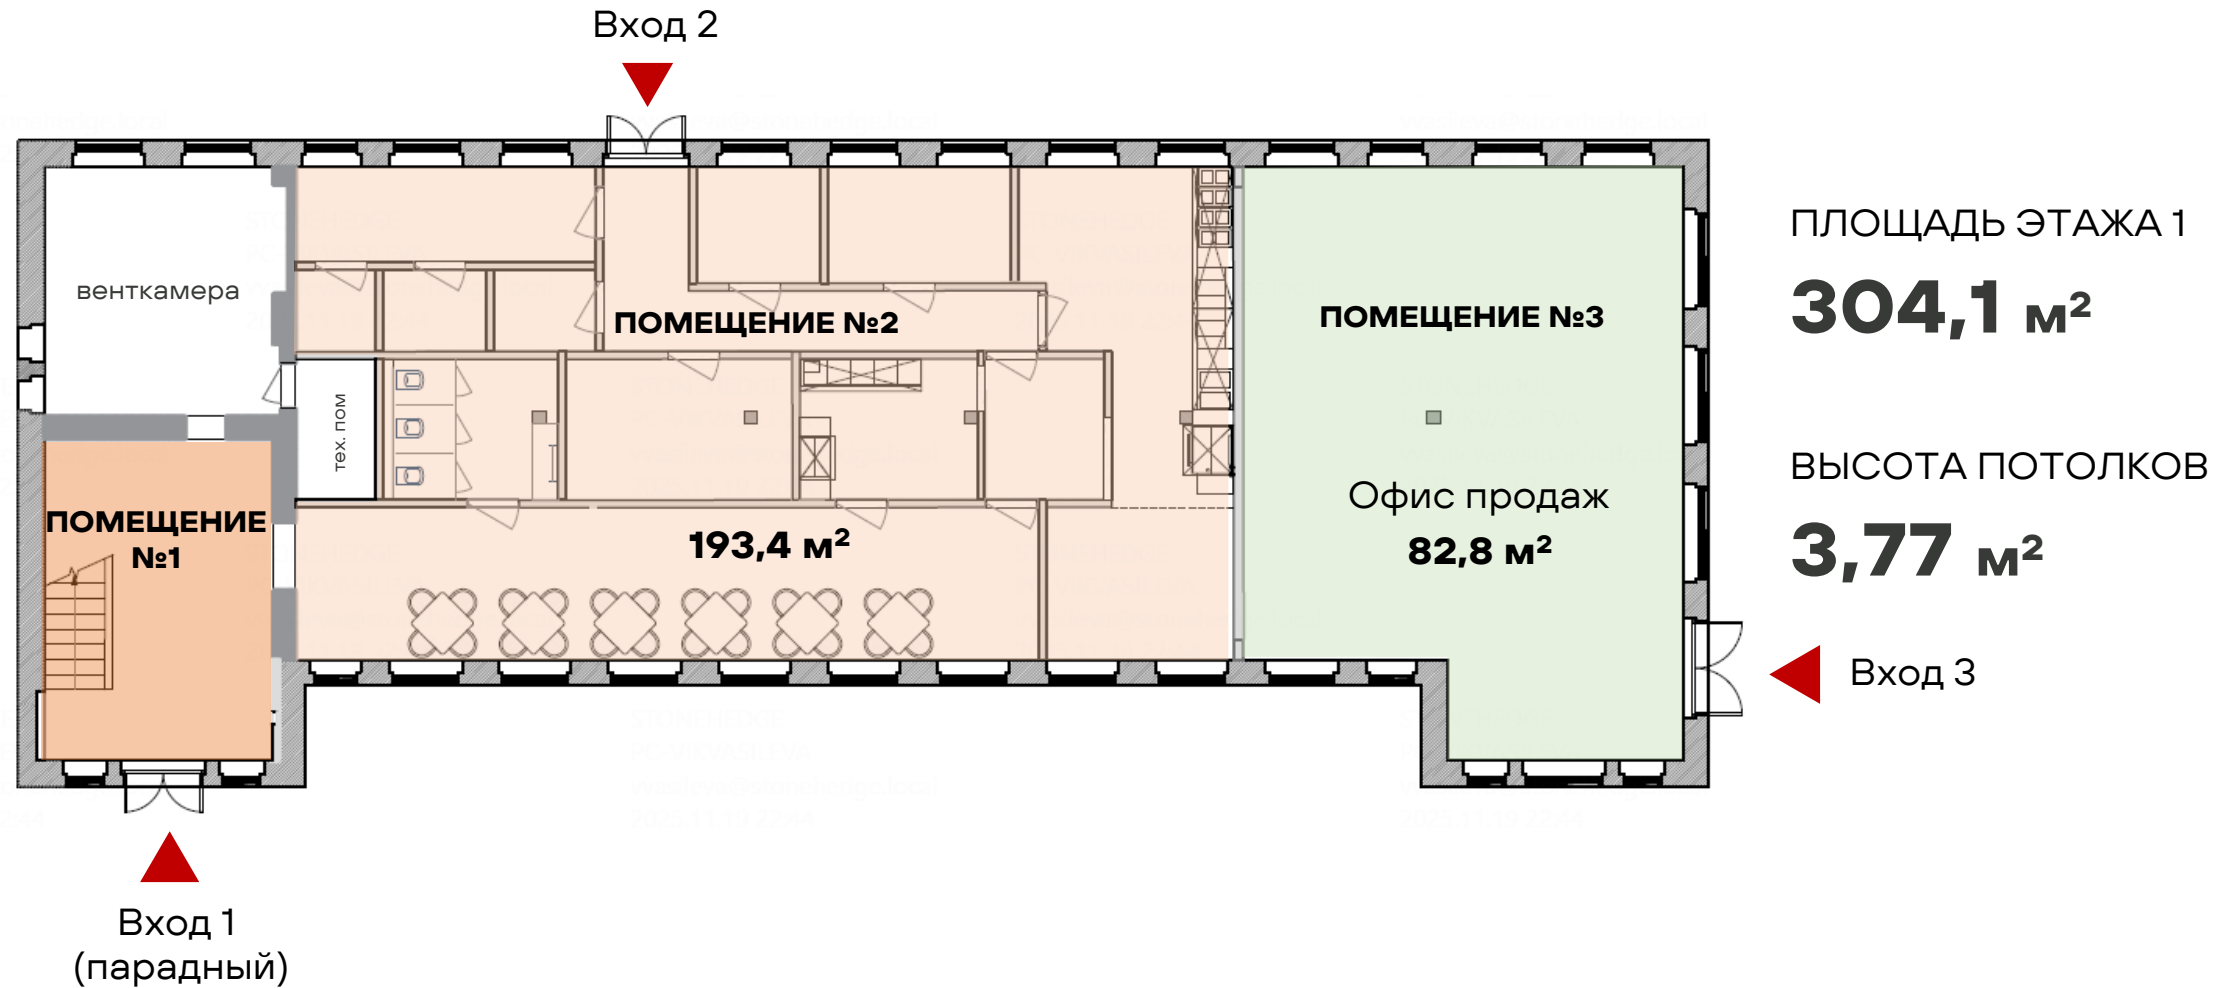 Вход 2
ПЛОЩАДЬ ЭТАЖА 1
304,1 м²
венткамера
ПОМЕЩЕНИЕ №2
ПОМЕЩЕНИЕ №3
тех. пом
ВЫСОТА ПОТОЛКОВ
3,77 м²
Офис продаж
82,8 м²
ПОМЕЩЕНИЕ
№1
193,4 м²
Вход 3
Вход 1
(парадный)